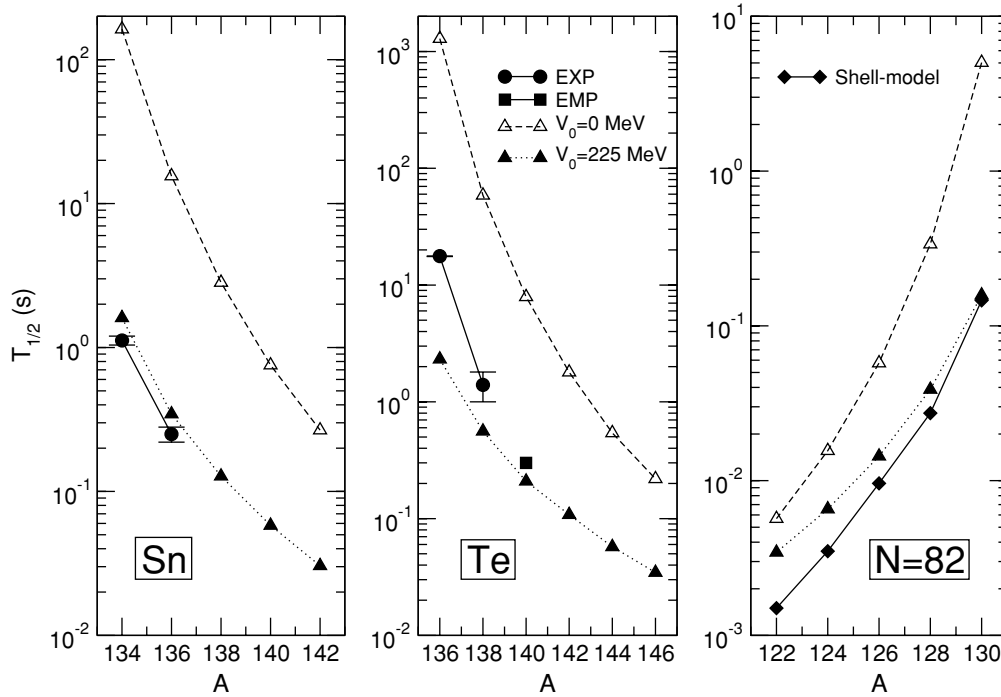 T_{1/2} (s)
10^2
10^1
10^0
10^{-1}
10^{-2}
134 136 138 140 142
A
Sn
10^3
10^2
10^1
10^0
10^{-1}
10^{-2}
136 138 140 142 144 146
A
Te
EXP
EMP
V_0=0 MeV
V_0=225 MeV
10^1
10^0
10^{-1}
10^{-2}
10^{-3}
122 124 126 128 130
A
N=82
Shell-model